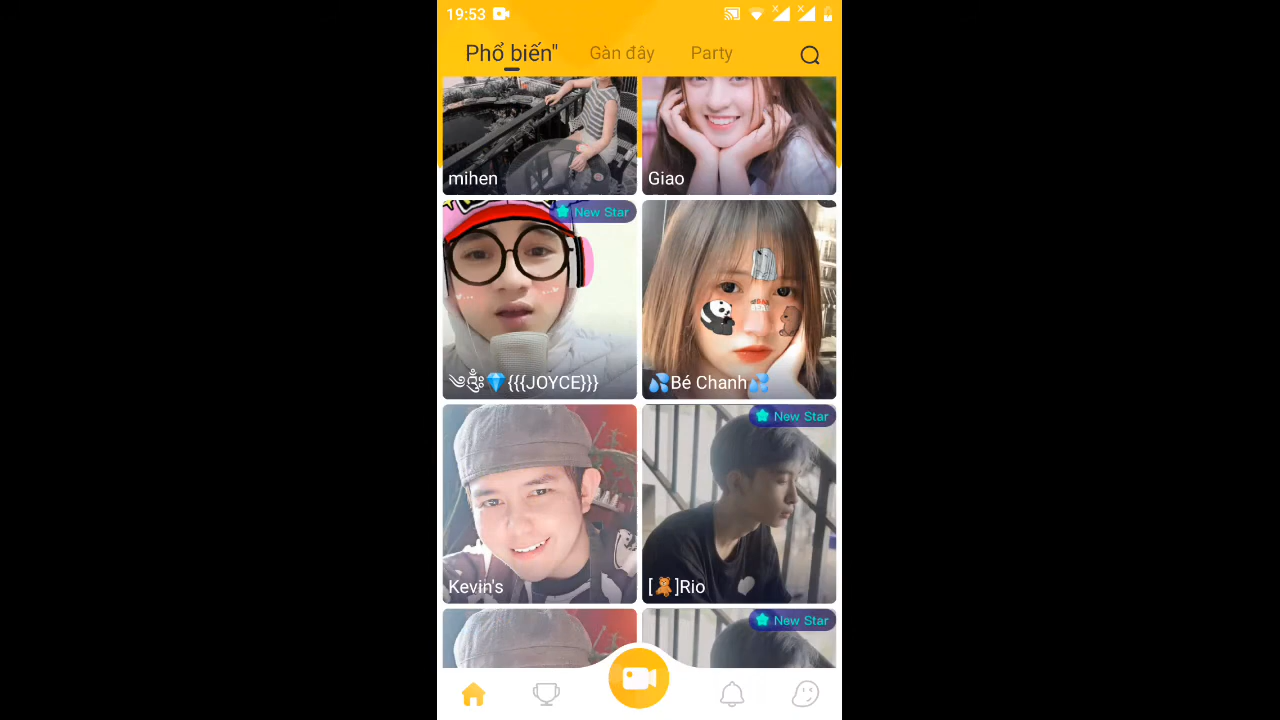 19:53
Phổ biến" Gàn đây Party
mihen Giao
New Star
༄༂ཾ💎{{{JOYCE}}} 💦Bé Chanh💦
New Star
Kevin's [🧸]Rio
New Star